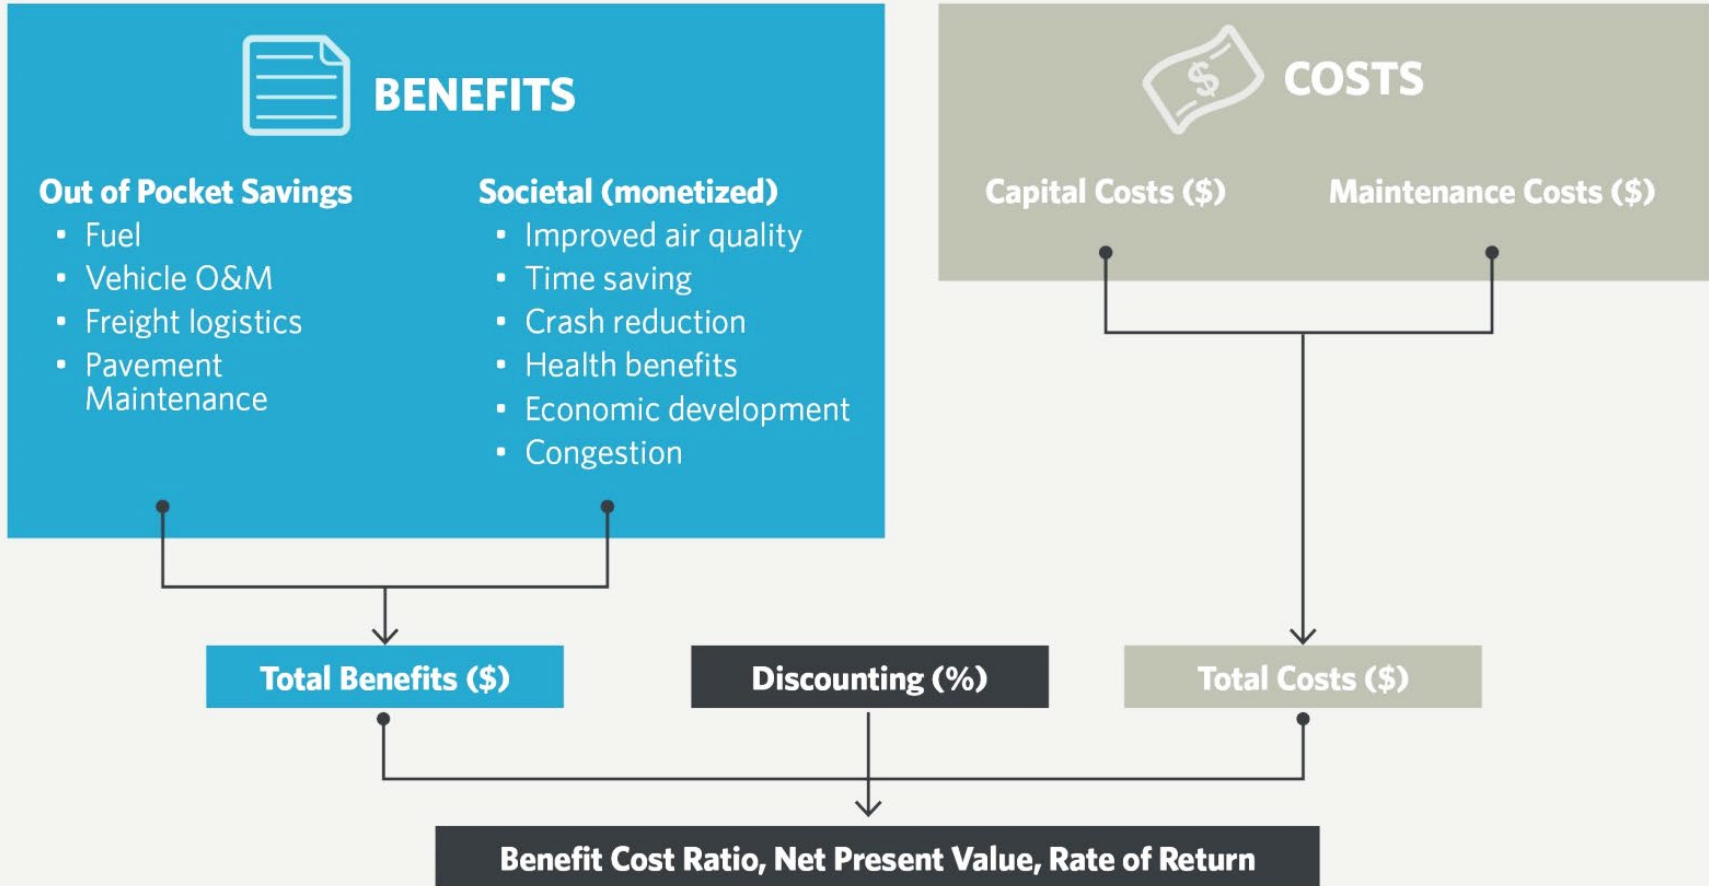 BENEFITS
Out of Pocket Savings
▪ Fuel
▪ Vehicle O&M
▪ Freight logistics
▪ Pavement
Maintenance
Societal (monetized)
▪ Improved air quality
▪ Time saving
▪ Crash reduction
▪ Health benefits
▪ Economic development
▪ Congestion
$
COSTS
Capital Costs ($)
Maintenance Costs ($)
Total Benefits ($)
Discounting (%)
Total Costs ($)
Benefit Cost Ratio, Net Present Value, Rate of Return